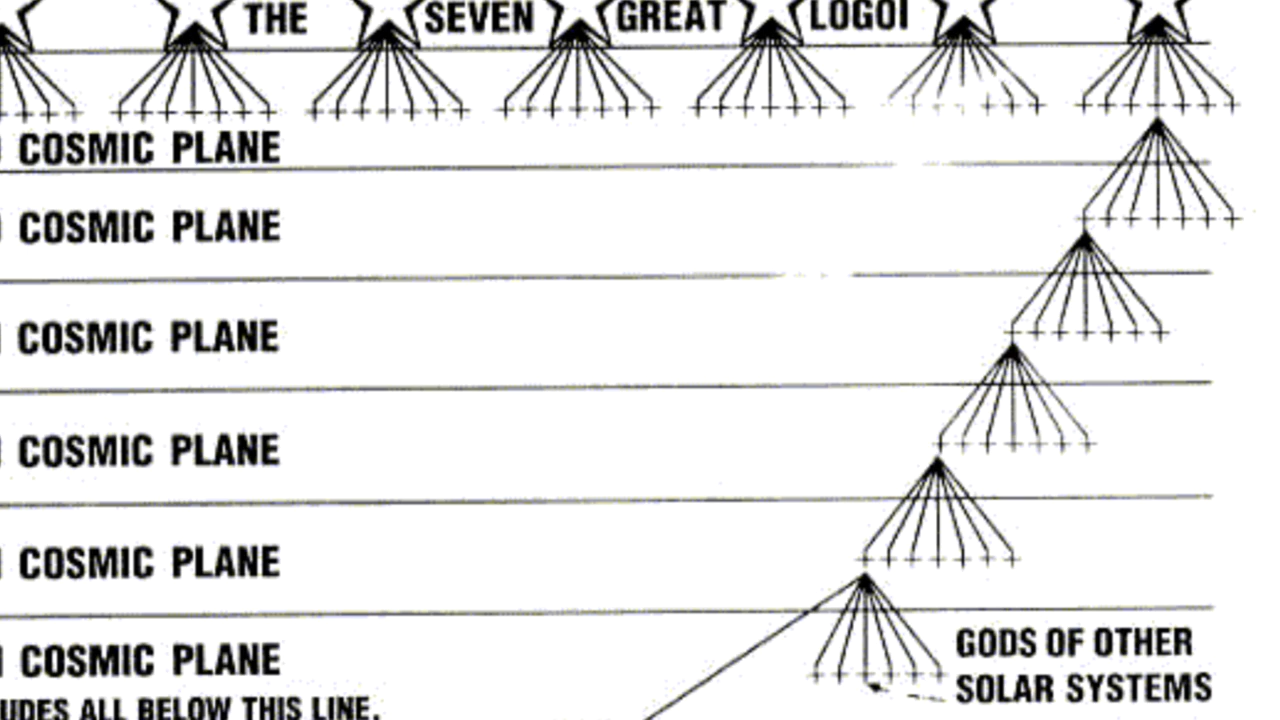 THE SEVEN GREAT LOGOI
COSMIC PLANE
COSMIC PLANE
COSMIC PLANE
COSMIC PLANE
COSMIC PLANE
COSMIC PLANE
GODS OF OTHER
SOLAR SYSTEMS
UDES ALL BELOW THIS LINE.